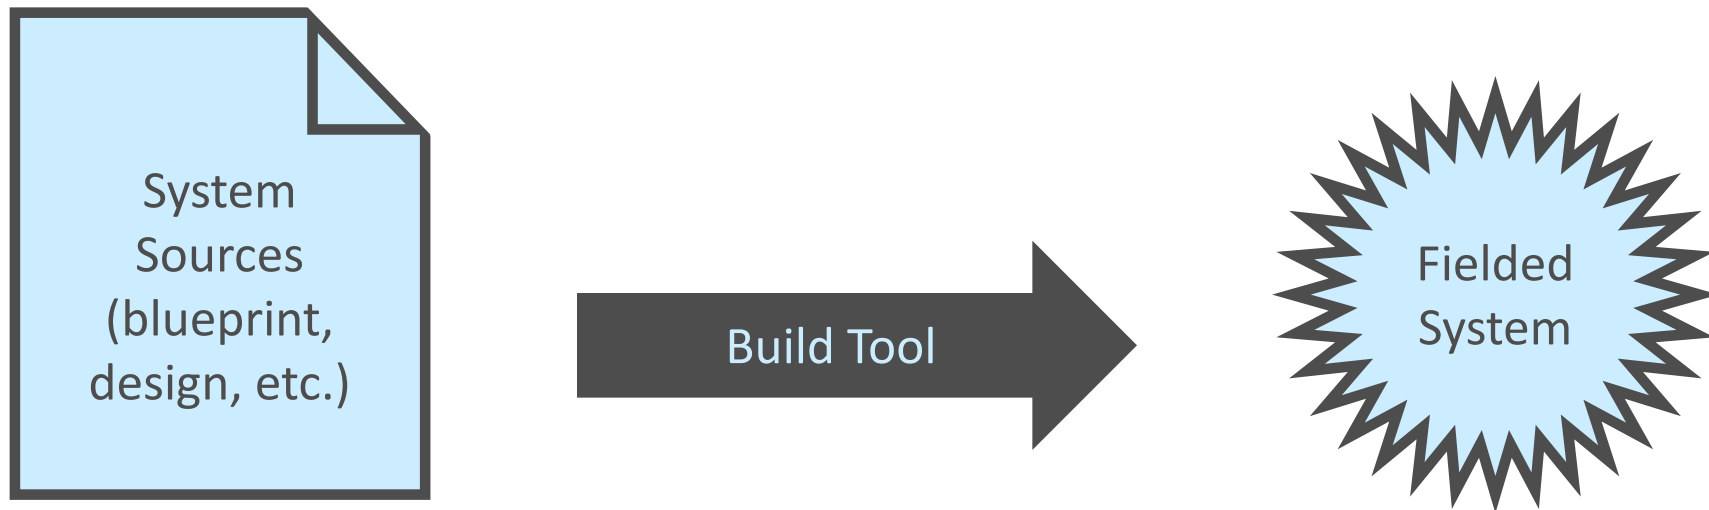 System
Sources
(blueprint,
design, etc.)
Build Tool
Fielded
System